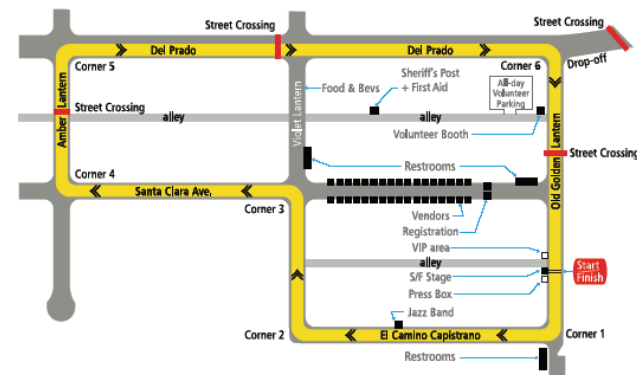 Street Crossing
Street Crossing
Del Prado
Del Prado
Drop-off
Corner 5
Corner 6
Amber Lantern
Street Crossing
alley
Violet Lantern
Food & Bevs
Sheriff's Post
+ First Aid
All-day
Volunteer
Parking
Volunteer Booth
Old Golden Lantern
Street Crossing
Restrooms
Corner 4
Santa Clara Ave.
Corner 3
Vendors
Registration
VIP area
alley
S/F Stage
Press Box
Start
Finish
Jazz Band
Corner 2
El Camino Capistrano
Corner 1
Restrooms